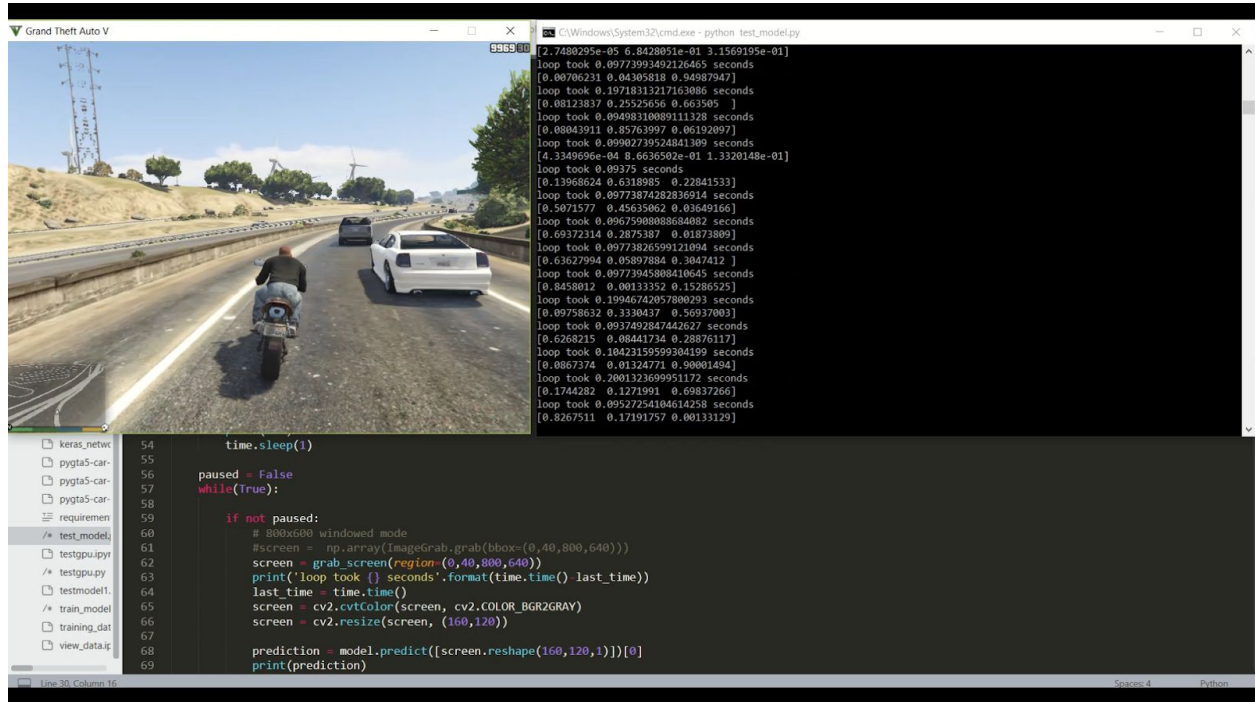 Grand Theft Auto V
C:\Windows\System32\cmd.exe - python test_model.py
[2.7480295e-05 6.8428051e-01 3.1569195e-01]
loop took 0.09773993492126465 seconds
[0.00706231 0.04305818 0.94987947]
loop took 0.19718313217163086 seconds
[0.08123837 0.25525656 0.663505  ]
loop took 0.09498310089111328 seconds
[0.08043911 0.85763997 0.06192097]
loop took 0.09902739524841309 seconds
[4.3349696e-04 8.6636502e-01 1.3320148e-01]
loop took 0.09375 seconds
[0.13968624 0.6318985  0.22841533]
loop took 0.09773874282836914 seconds
[0.5071577  0.45635062 0.03649166]
loop took 0.09675908088684082 seconds
[0.69372314 0.2875387  0.01873809]
loop took 0.09773826599121094 seconds
[0.63627994 0.05897884 0.3047412 ]
loop took 0.09773945808410645 seconds
[0.8458012  0.00133352 0.15286525]
loop took 0.19946742057800293 seconds
[0.09758632 0.3330437  0.56937003]
loop took 0.0937492847442627 seconds
[0.6268215  0.08441734 0.28876117]
loop took 0.10423159599304199 seconds
[0.0867374  0.01324771 0.90001494]
loop took 0.2001323699951172 seconds
[0.1744282  0.1271991  0.69837266]
loop took 0.09527254104614258 seconds
[0.8267511  0.17191757 0.00133129]
keras_netwo
pygta5-car-
pygta5-car-
pygta5-car-
requiremen
test_model.p
testgpu.ipyn
testgpu.py
testmodel1.
train_model
training_dat
view_data.ip
54 time.sleep(1)
55
56 paused = False
57 while(True):
58
59 if not paused:
60 # 800x600 windowed mode
61 #screen =  np.array(ImageGrab.grab(bbox=(0,40,800,640)))
62 screen = grab_screen(region=(0,40,800,640))
63 print('loop took {} seconds'.format(time.time()-last_time))
64 last_time = time.time()
65 screen = cv2.cvtColor(screen, cv2.COLOR_BGR2GRAY)
66 screen = cv2.resize(screen, (160,120))
67
68 prediction = model.predict([screen.reshape(160,120,1)])[0]
69 print(prediction)
Line 30, Column 16
Spaces: 4
Python